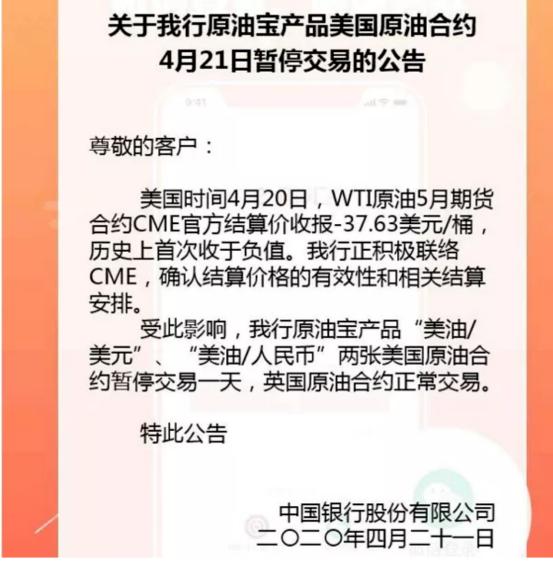 关于我行原油宝产品美国原油合约
4月21日暂停交易的公告
9:41
尊敬的客户：
美国时间4月20日，WTI原油5月期货
合约CME官方结算价收报-37.63美元/桶，
历史上首次收于负值。我行正积极联络
CME，确认结算价格的有效性和相关结算
安排。
受此影响，我行原油宝产品“美油/
美元”、“美油/人民币”两张美国原油合
约暂停交易一天，英国原油合约正常交易。
特此公告
中国银行股份有限公司
二〇二〇年四月二十一日